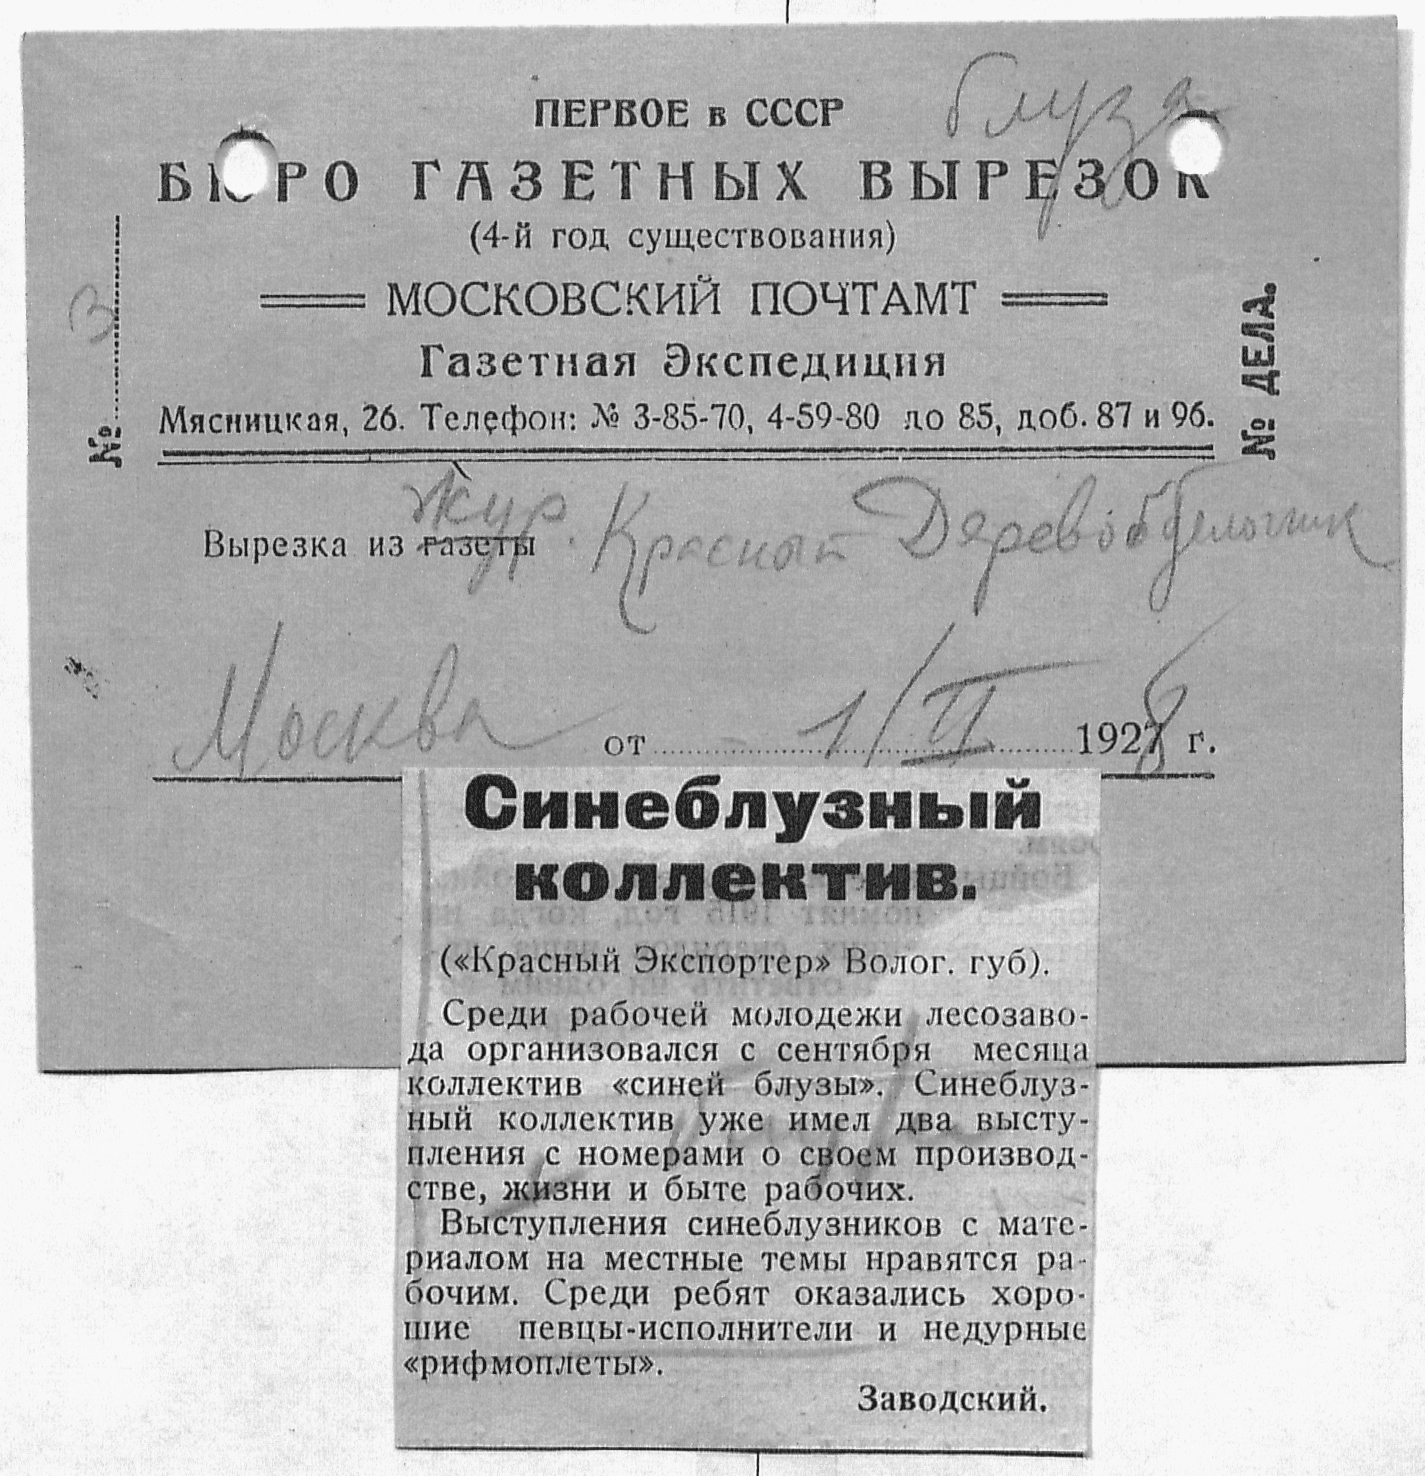 блуза
ПЕРВОЕ в СССР
БЮРО ГАЗЕТНЫХ ВЫРЕЗОК
(4-й год существования)
МОСКОВСКИЙ ПОЧТАМТ
Газетная Экспедиция
Мясницкая, 26. Телефон: № 3-85-70, 4-59-80 до 85, доб. 87 и 96.
№
3
№ ДЕЛА.
Вырезка из газеты жур. Красный Деревообделочник
Москва от 1/II 1928 г.
Синеблузный
коллектив.
(«Красный Экспортер» Волог. губ).
Среди рабочей молодежи лесозаво-
да организовался с сентября месяца
коллектив «синей блузы». Синеблуз-
ный коллектив уже имел два высту-
пления с номерами о своем производ-
стве, жизни и быте рабочих.
Выступления синеблузников с мате-
риалом на местные темы нравятся ра-
бочим. Среди ребят оказались хоро-
шие певцы-исполнители и недурные
«рифмоплеты».
Заводский.